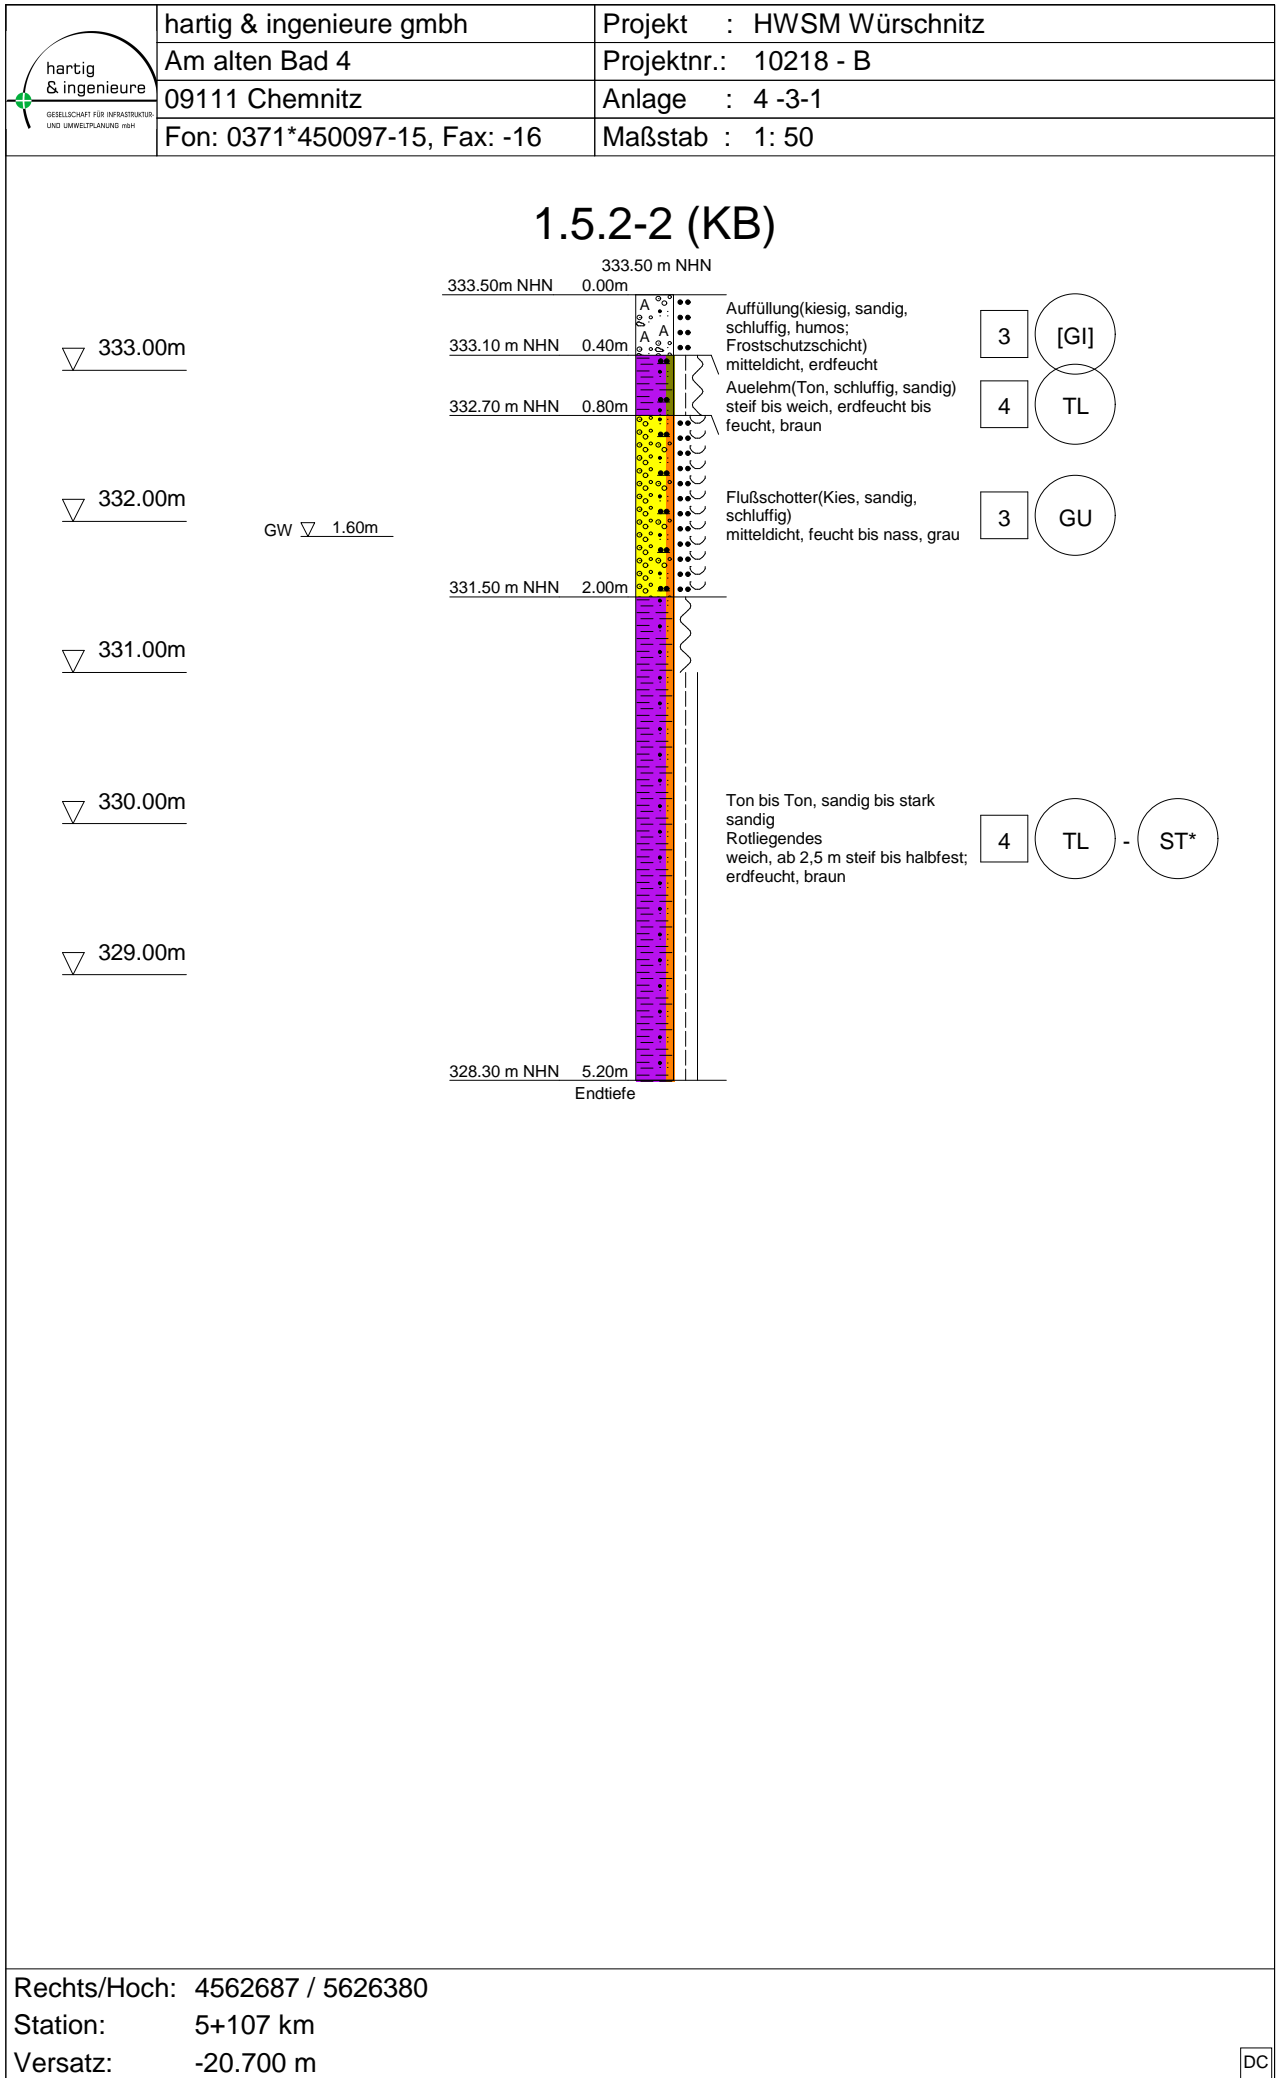 hartig
& ingenieure
GESELLSCHAFT FÜR INFRASTRUKTUR-
UND UMWELTPLANUNG mbH
hartig & ingenieure gmbh
Am alten Bad 4
09111 Chemnitz
Fon: 0371*450097-15, Fax: -16
Projekt : HWSM Würschnitz
Projektnr.: 10218 - B
Anlage : 4 -3-1
Maßstab : 1: 50
1.5.2-2 (KB)
333.50 m NHN
333.50m NHN 0.00m
A
A
A
Auffüllung(kiesig, sandig,
schluffig, humos;
Frostschutzschicht)
mitteldicht, erdfeucht
3 [GI]
333.00m
333.10 m NHN 0.40m
Auelehm(Ton, schluffig, sandig)
steif bis weich, erdfeucht bis
feucht, braun
4 TL
332.70 m NHN 0.80m
332.00m
GW 1.60m
Flußschotter(Kies, sandig,
schluffig)
mitteldicht, feucht bis nass, grau
3 GU
331.50 m NHN 2.00m
331.00m
330.00m
Ton bis Ton, sandig bis stark
sandig
Rotliegendes
weich, ab 2,5 m steif bis halbfest;
erdfeucht, braun
4 TL - ST*
329.00m
328.30 m NHN 5.20m
Endtiefe
Rechts/Hoch: 4562687 / 5626380
Station: 5+107 km
Versatz: -20.700 m
DC